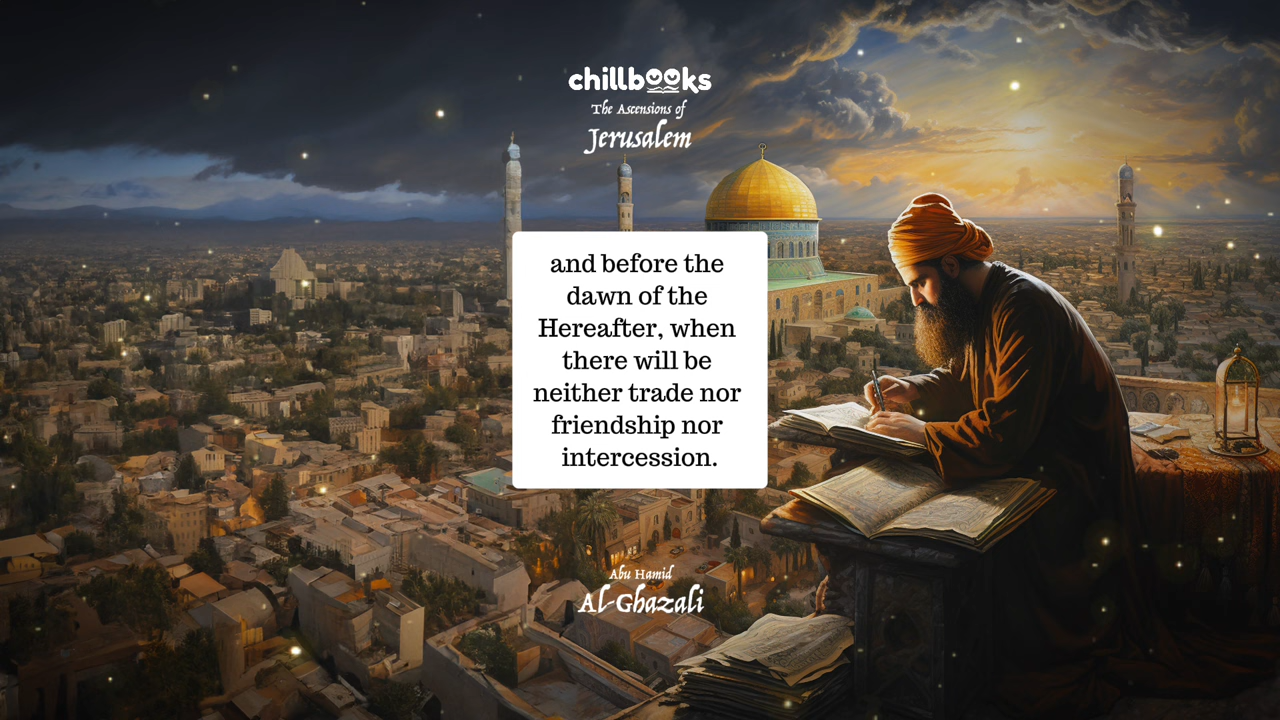 chillbooks
The Ascensions of
Jerusalem
and before the
dawn of the
Hereafter, when
there will be
neither trade nor
friendship nor
intercession.
Abu Hamid
Al-Ghazali